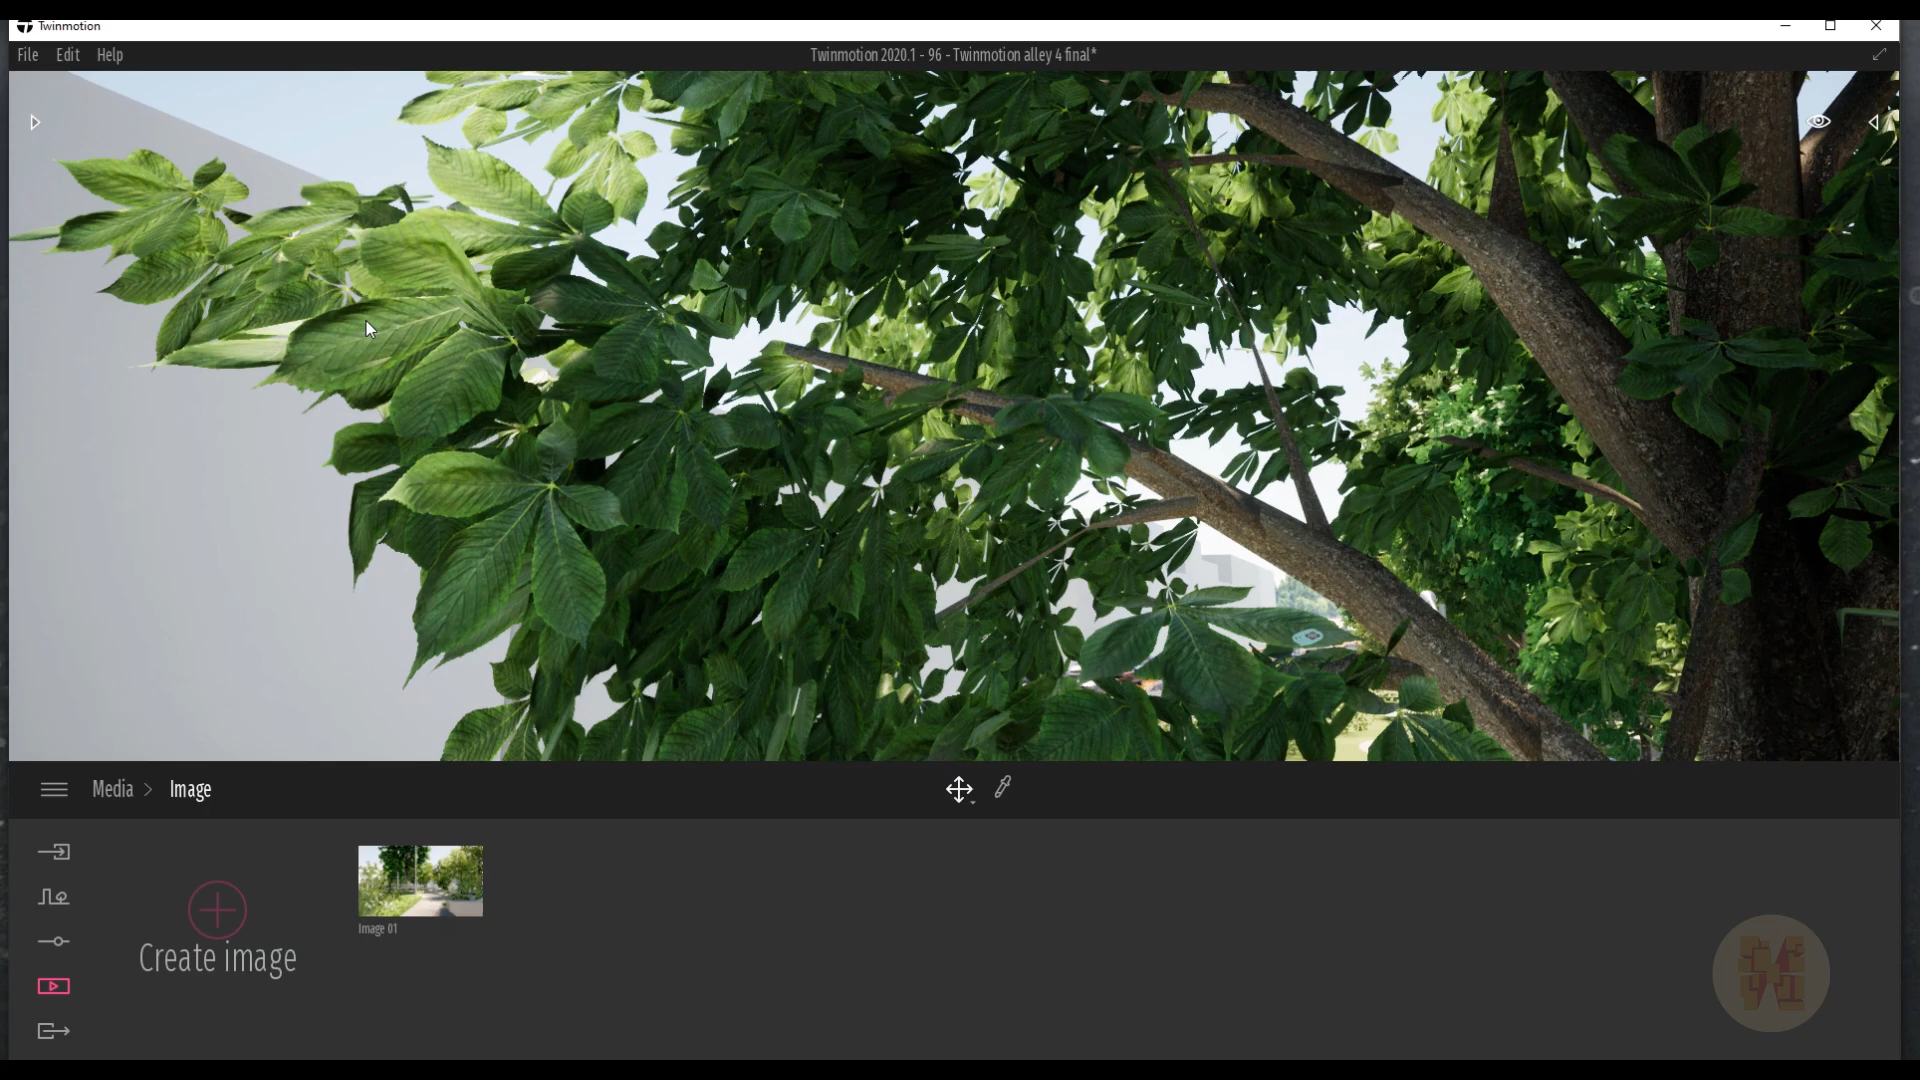 Twinmotion
File Edit Help
Twinmotion 2020.1 - 96 - Twinmotion alley 4 final*
Media > Image
Create image
Image 01